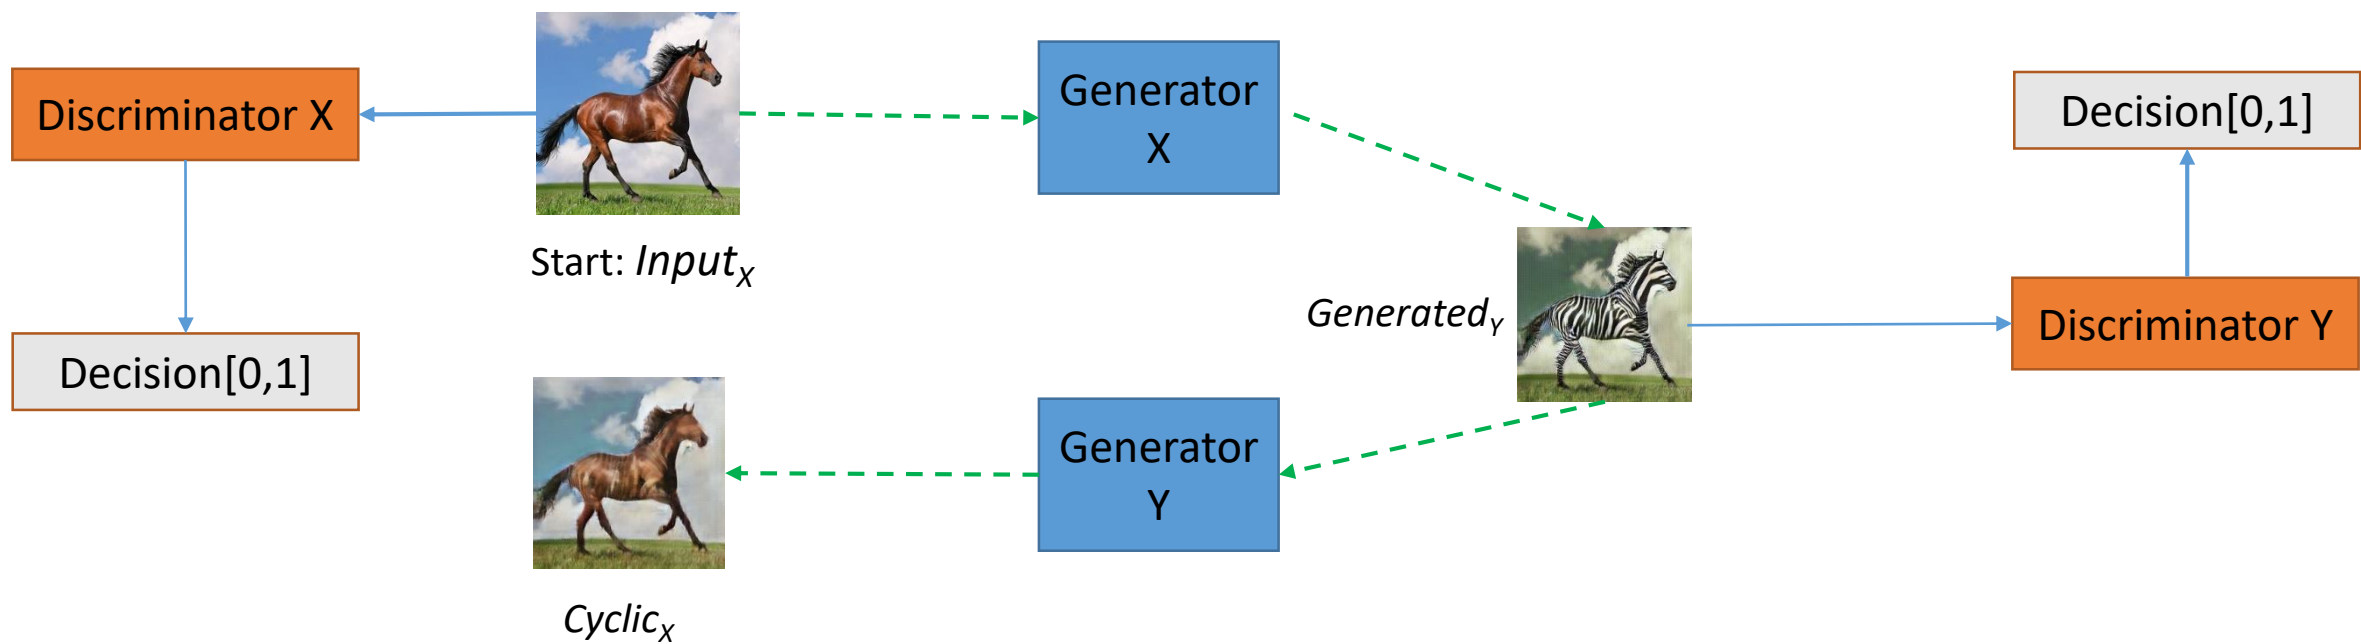 Discriminator X
Decision[0,1]
Start: Input_X
Generator
X
Generated_Y
Decision[0,1]
Discriminator Y
Generator
Y
Cyclic_X